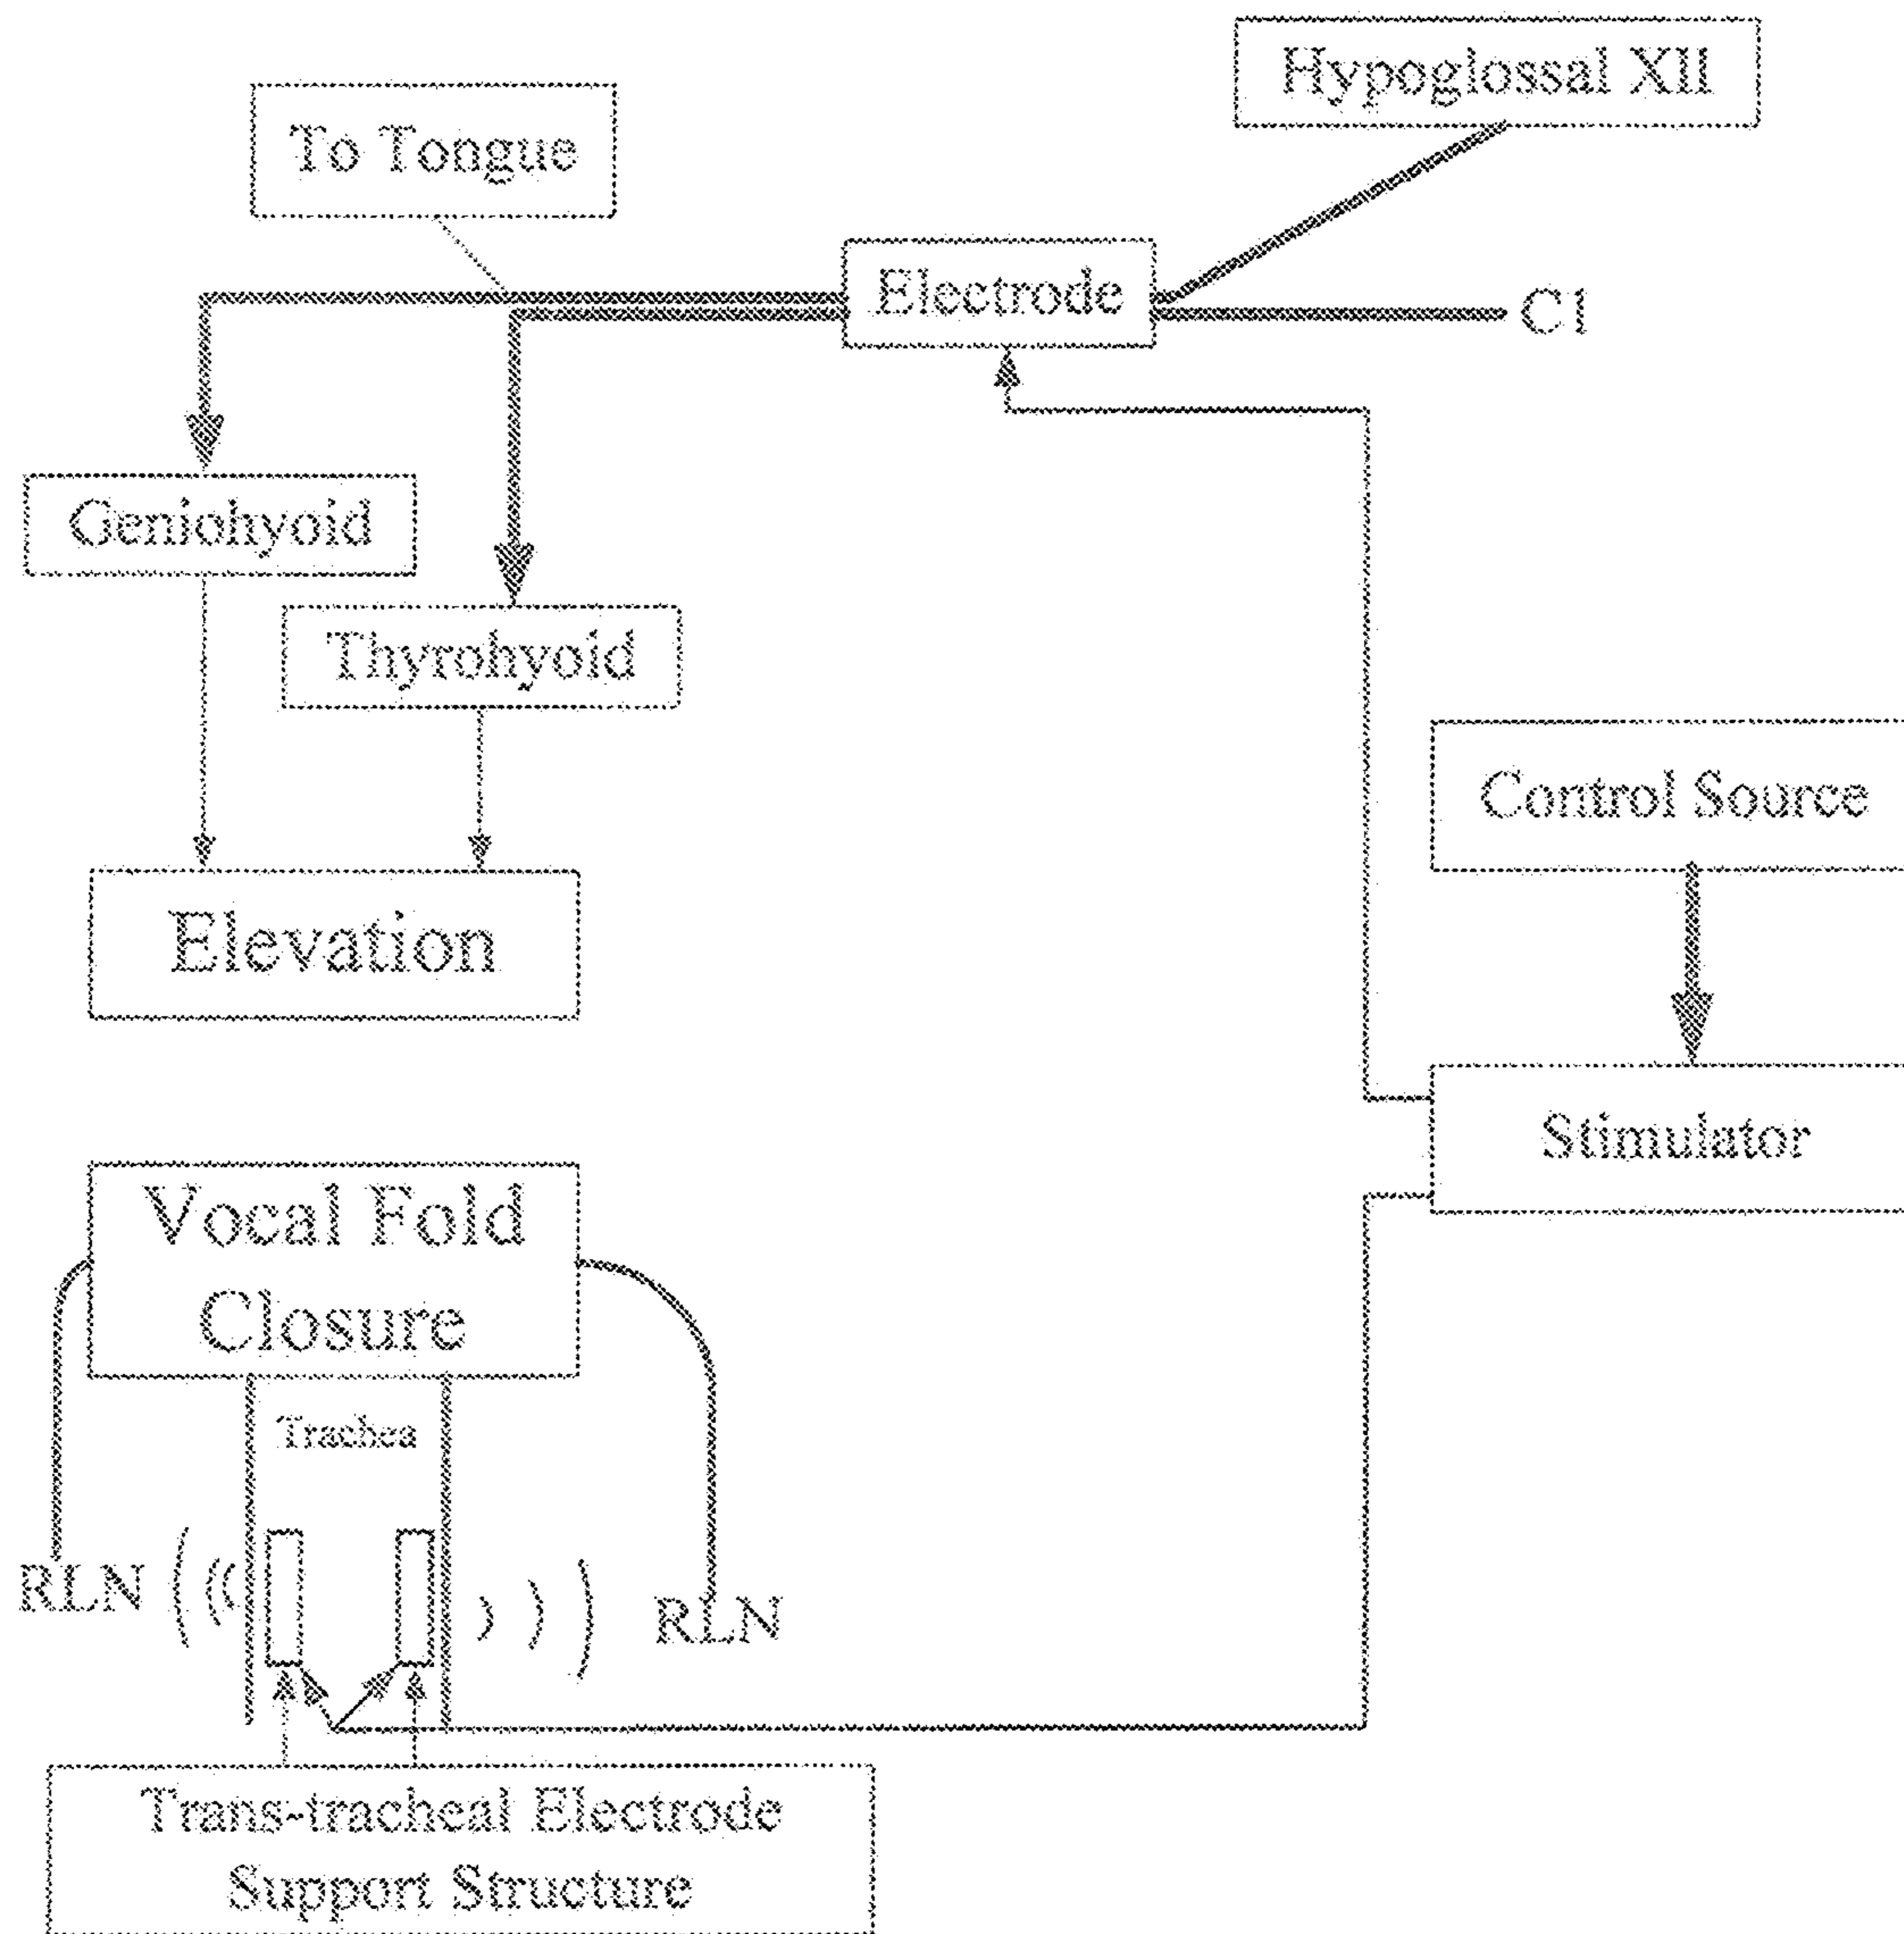 Hypoglossal XII
To Tongue
Electrode
C1
Geniohyoid
Thyrohyoid
Control Source
Elevation
Stimulator
Vocal Fold
Closure
Trachea
RLN
RLN
Trans-tracheal Electrode
Support Structure